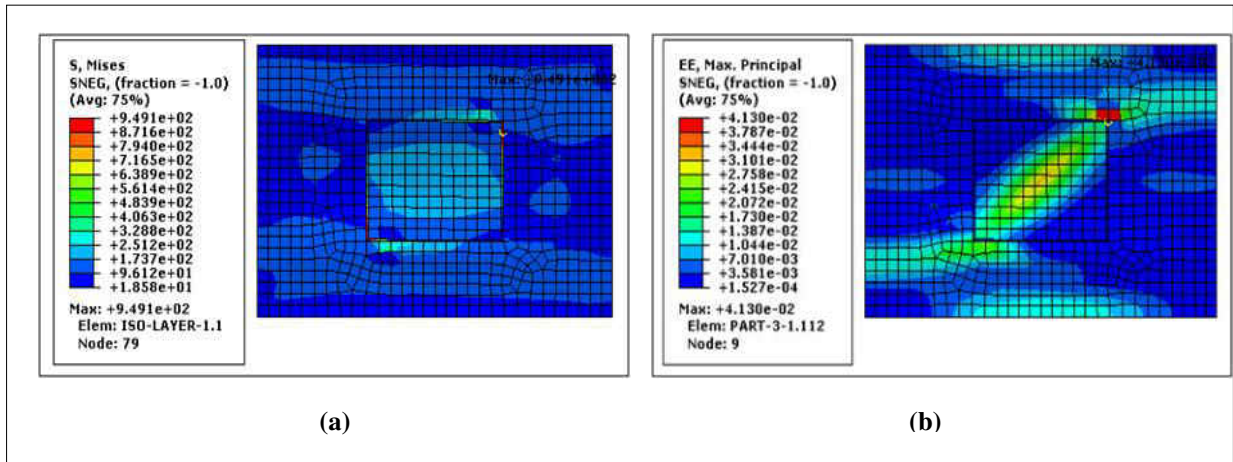 S, Mises
SNEG, (fraction = -1.0)
(Avg: 75%)
+9.491e+02
+8.716e+02
+7.940e+02
+7.165e+02
+6.389e+02
+5.614e+02
+4.839e+02
+4.063e+02
+3.288e+02
+2.512e+02
+1.737e+02
+9.612e+01
+1.858e+01
Max: +9.491e+02
Elem: ISO-LAYER-1.1
Node: 79
Max: +9.491e+02
(a)
EE, Max. Principal
SNEG, (fraction = -1.0)
(Avg: 75%)
+4.130e-02
+3.787e-02
+3.444e-02
+3.101e-02
+2.758e-02
+2.415e-02
+2.072e-02
+1.730e-02
+1.387e-02
+1.044e-02
+7.010e-03
+3.581e-03
+1.527e-04
Max: +4.130e-02
Elem: PART-3-1.112
Node: 9
Max:
(b)